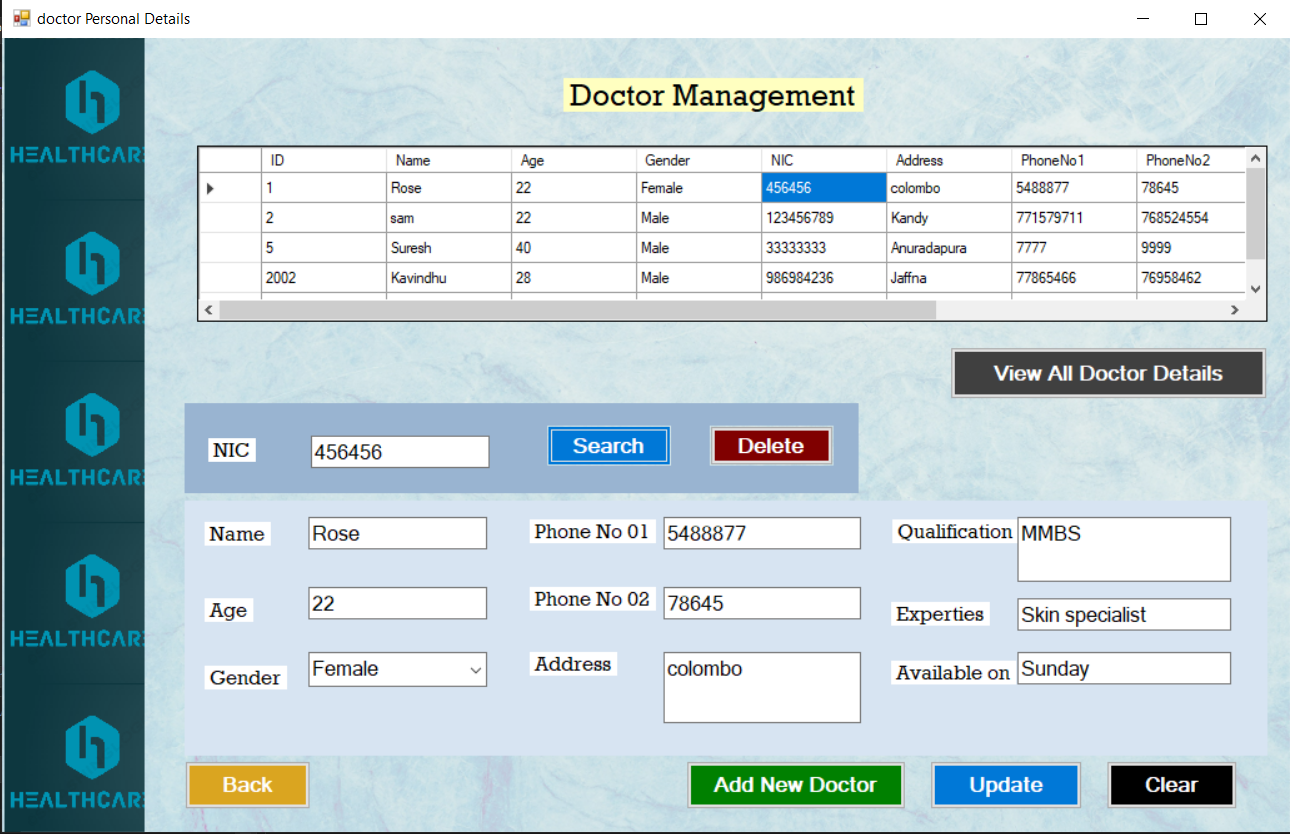 doctor Personal Details
HEALTHCARE
HEALTHCARE
HEALTHCARE
HEALTHCARE
HEALTHCARE
Doctor Management
ID Name Age Gender NIC Address PhoneNo1 PhoneNo2
1 Rose 22 Female 456456 colombo 5488877 78645
2 sam 22 Male 123456789 Kandy 771579711 768524554
5 Suresh 40 Male 33333333 Anuradapura 7777 9999
2002 Kavindhu 28 Male 986984236 Jaffna 77865466 76958462
View All Doctor Details
NIC 456456 Search Delete
Name Rose Phone No 01 5488877 Qualification MMBS
Age 22 Phone No 02 78645 Experties Skin specialist
Gender Female Address colombo Available on Sunday
Back Add New Doctor Update Clear